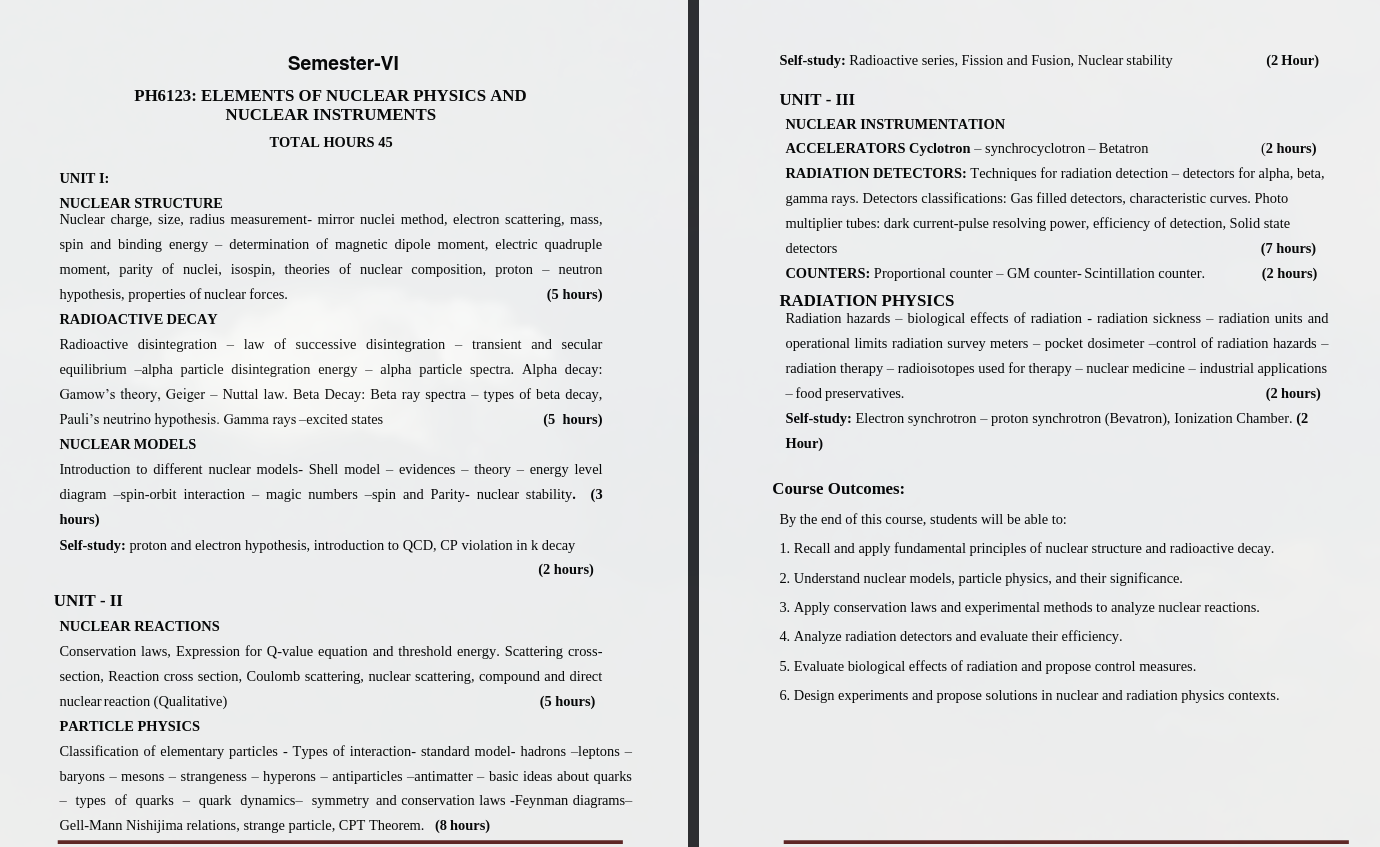 Semester-VI
PH6123: ELEMENTS OF NUCLEAR PHYSICS AND
NUCLEAR INSTRUMENTS
TOTAL HOURS 45
UNIT I:
NUCLEAR STRUCTURE
Nuclear charge, size, radius measurement- mirror nuclei method, electron scattering, mass,
spin and binding energy – determination of magnetic dipole moment, electric quadruple
moment, parity of nuclei, isospin, theories of nuclear composition, proton – neutron
hypothesis, properties of nuclear forces. (5 hours)
RADIOACTIVE DECAY
Radioactive disintegration – law of successive disintegration – transient and secular
equilibrium –alpha particle disintegration energy – alpha particle spectra. Alpha decay:
Gamow's theory, Geiger – Nuttal law. Beta Decay: Beta ray spectra – types of beta decay,
Pauli's neutrino hypothesis. Gamma rays –excited states (5 hours)
NUCLEAR MODELS
Introduction to different nuclear models- Shell model – evidences – theory – energy level
diagram –spin-orbit interaction – magic numbers –spin and Parity- nuclear stability. (3
hours)
Self-study: proton and electron hypothesis, introduction to QCD, CP violation in k decay
(2 hours)
UNIT - II
NUCLEAR REACTIONS
Conservation laws, Expression for Q-value equation and threshold energy. Scattering cross-
section, Reaction cross section, Coulomb scattering, nuclear scattering, compound and direct
nuclear reaction (Qualitative) (5 hours)
PARTICLE PHYSICS
Classification of elementary particles - Types of interaction- standard model- hadrons –leptons –
baryons – mesons – strangeness – hyperons – antiparticles –antimatter – basic ideas about quarks
– types of quarks – quark dynamics– symmetry and conservation laws -Feynman diagrams–
Gell-Mann Nishijima relations, strange particle, CPT Theorem. (8 hours)
Self-study: Radioactive series, Fission and Fusion, Nuclear stability (2 Hour)
UNIT - III
NUCLEAR INSTRUMENTATION
ACCELERATORS Cyclotron – synchrocyclotron – Betatron (2 hours)
RADIATION DETECTORS: Techniques for radiation detection – detectors for alpha, beta,
gamma rays. Detectors classifications: Gas filled detectors, characteristic curves. Photo
multiplier tubes: dark current-pulse resolving power, efficiency of detection, Solid state
detectors (7 hours)
COUNTERS: Proportional counter – GM counter- Scintillation counter. (2 hours)
RADIATION PHYSICS
Radiation hazards – biological effects of radiation - radiation sickness – radiation units and
operational limits radiation survey meters – pocket dosimeter –control of radiation hazards –
radiation therapy – radioisotopes used for therapy – nuclear medicine – industrial applications
– food preservatives. (2 hours)
Self-study: Electron synchrotron – proton synchrotron (Bevatron), Ionization Chamber. (2
Hour)
Course Outcomes:
By the end of this course, students will be able to:
1. Recall and apply fundamental principles of nuclear structure and radioactive decay.
2. Understand nuclear models, particle physics, and their significance.
3. Apply conservation laws and experimental methods to analyze nuclear reactions.
4. Analyze radiation detectors and evaluate their efficiency.
5. Evaluate biological effects of radiation and propose control measures.
6. Design experiments and propose solutions in nuclear and radiation physics contexts.